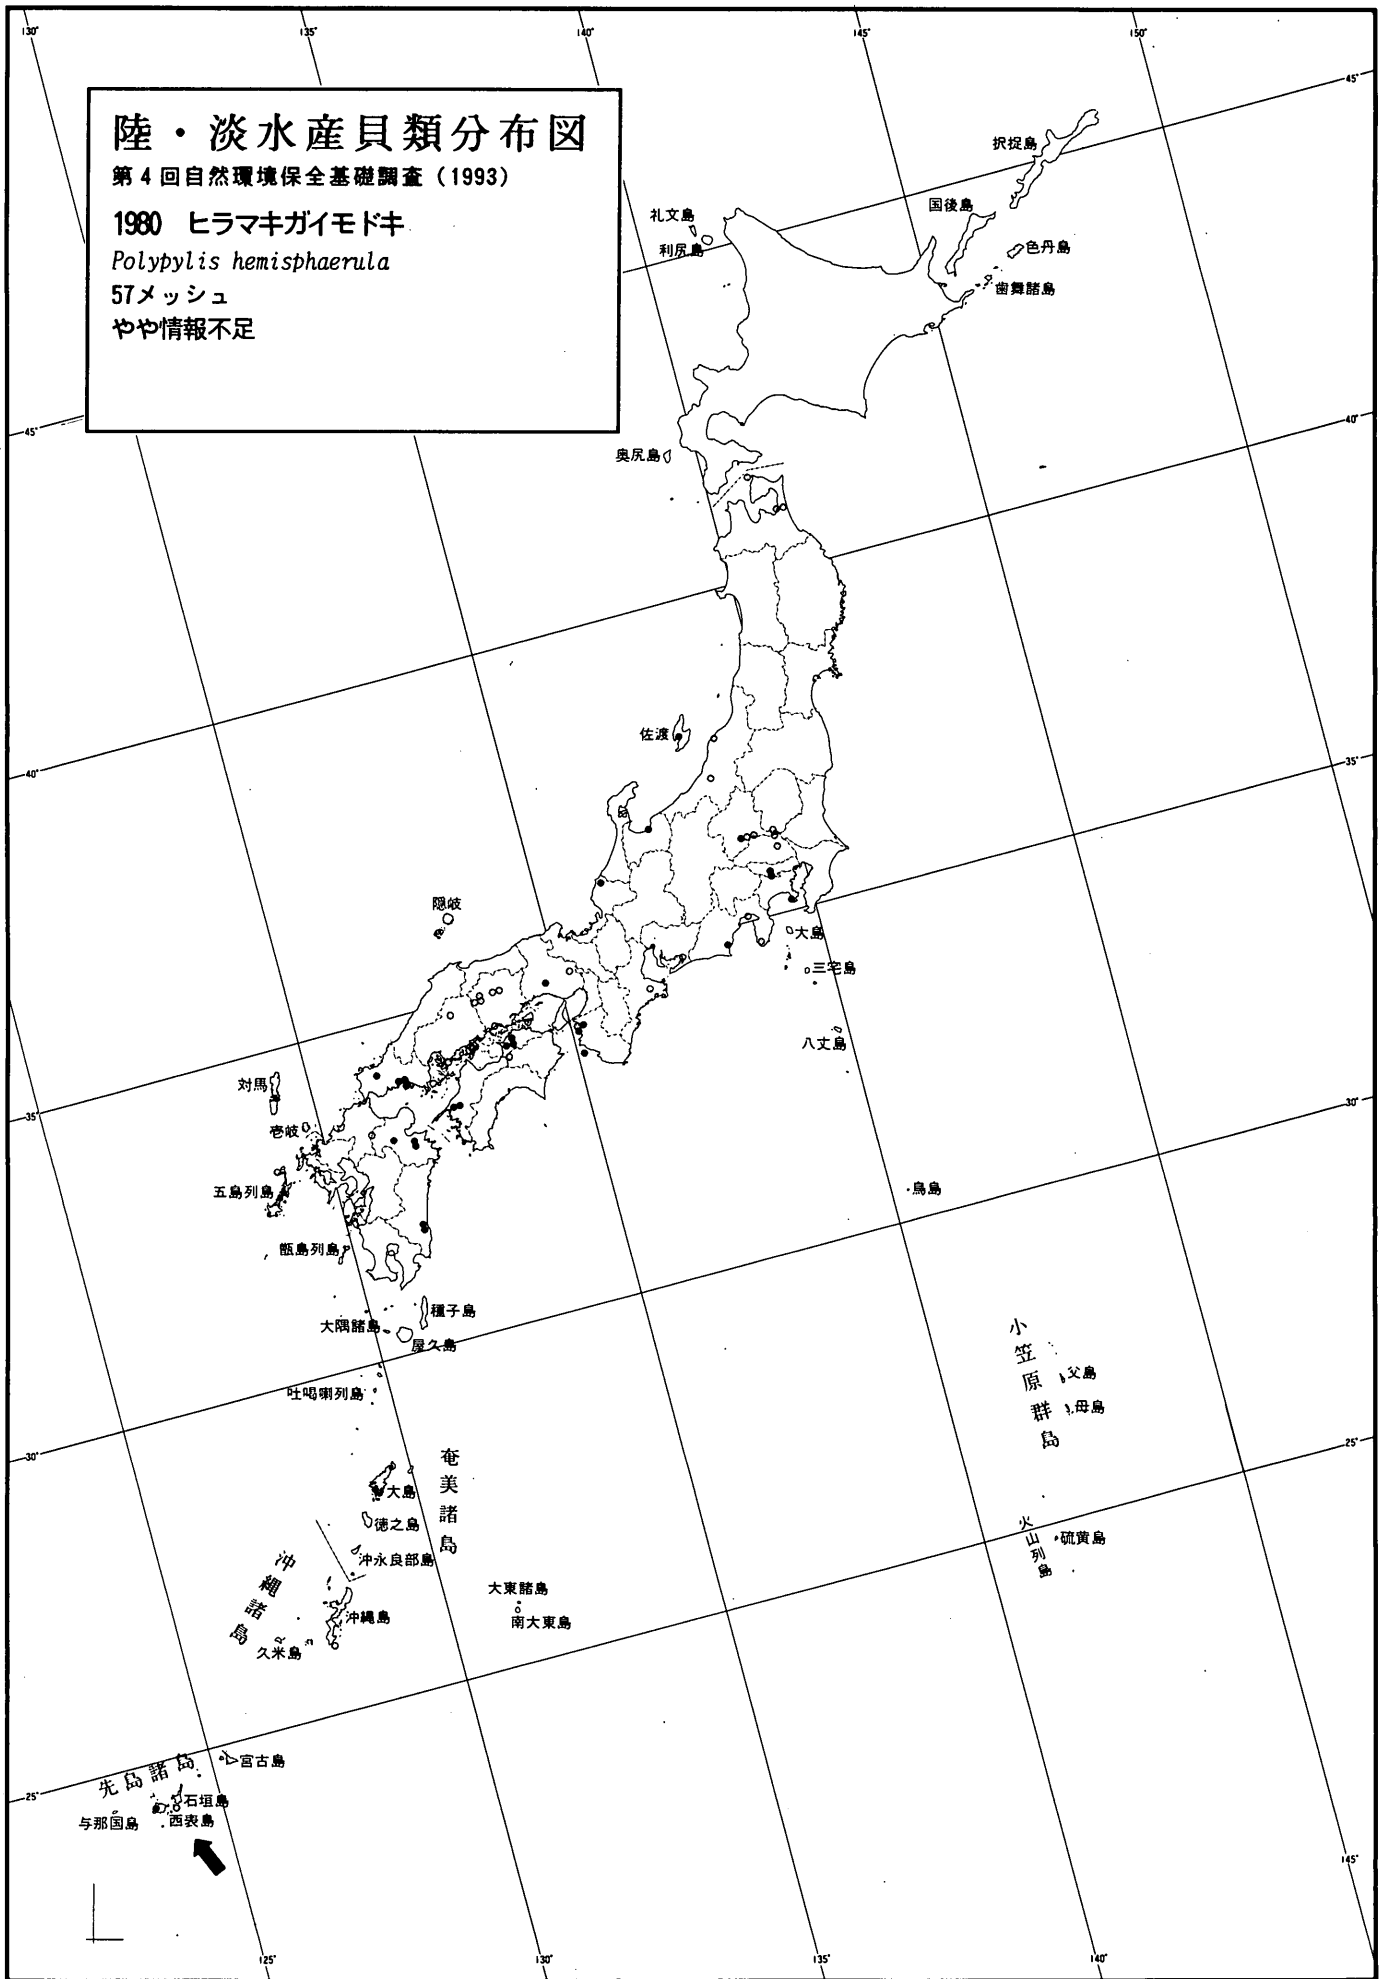 130°
135°
140°
145°
150°
陸・淡水産貝類分布図
第4回自然環境保全基礎調査(1993)
1980 ヒラマキガイモドキ
Polypylis hemisphaerula
57メッシュ
やや情報不足
45°
択捉島
国後島
礼文島
利尻島
色丹島
歯舞諸島
45°
40°
奥尻島
佐渡
40°
35°
隠岐
大島
三宅島
八丈島
対馬
35°
壱岐
30°
五島列島
鳥島
甑島列島
種子島
大隅諸島
屋久島
吐噶喇列島
小笠原群島
父島
母島
30°
25°
奄美諸島
大島
徳之島
火山列島
硫黄島
沖永良部島
沖縄諸島
大東諸島
沖縄島
南大東島
久米島
宮古島
先島諸島
25°
石垣島
与那国島
西表島
145°
125°
130°
135°
140°